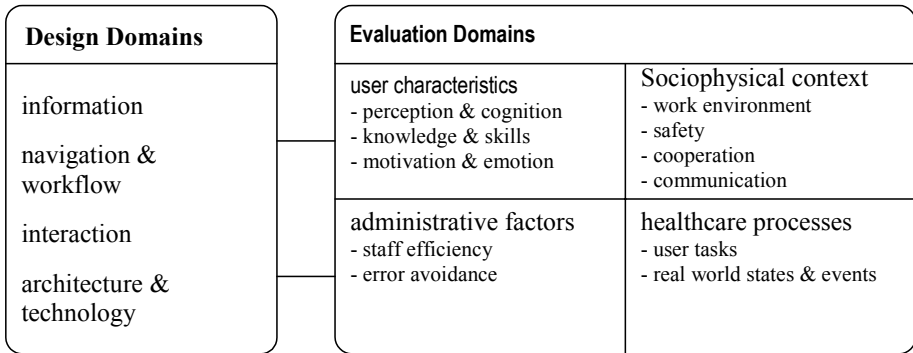 Design Domains
information
navigation &
workflow
interaction
architecture &
technology
Evaluation Domains
user characteristics
- perception & cognition
- knowledge & skills
- motivation & emotion
Sociophysical context
- work environment
- safety
- cooperation
- communication
administrative factors
- staff efficiency
- error avoidance
healthcare processes
- user tasks
- real world states & events